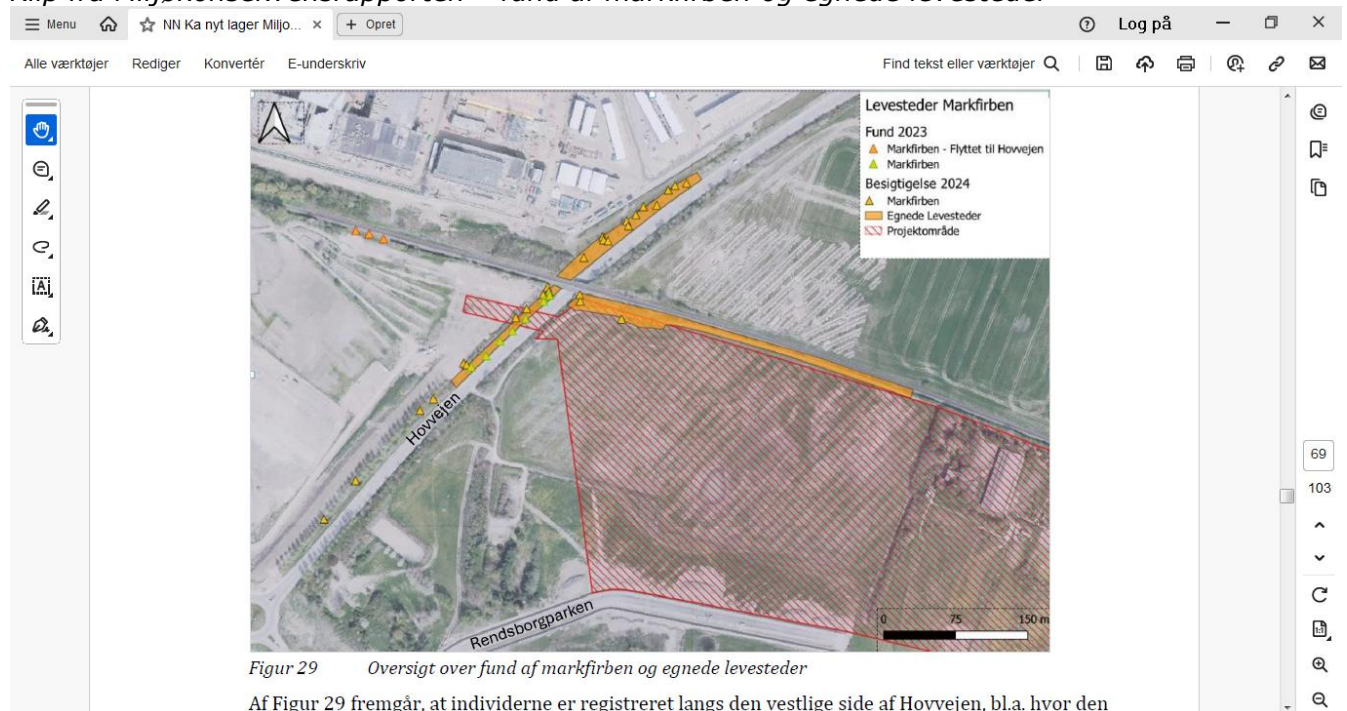 Klip fra Miljøkonsekvensrapporten – fund af markfirben og egnede levesteder
Menu
NN Ka nyt lager Miljo...
Opret
Log på
Alle værktøjer
Rediger
Konvertér
E-underskriv
Find tekst eller værktøjer
Levesteder Markfirben
Fund 2023
Markfirben - Flyttet til Hovvejen
Markfirben
Besigtigelse 2024
Markfirben
Egnede Levesteder
Projektområde
Hovvejen
Rendsborgparken
0 75 150 m
69
103
Figur 29 Oversigt over fund af markfirben og egnede levesteder
Af Figur 29 fremgår, at individerne er registreret langs den vestlige side af Hovvejen, bl.a. hvor den